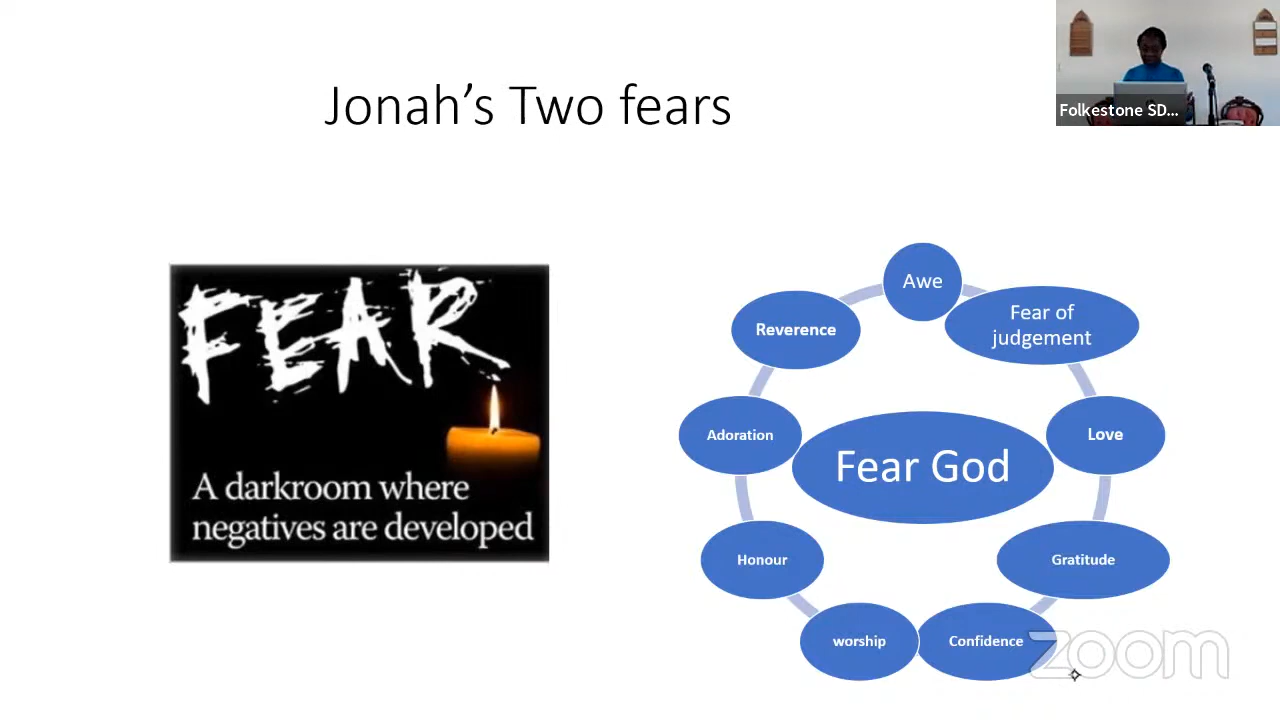 Jonah's Two fears
Folkestone SD...
FEAR
A darkroom where
negatives are developed
Awe
Fear of
judgement
Reverence
Love
Adoration
Fear God
Honour
Gratitude
worship
Confidence
zoom